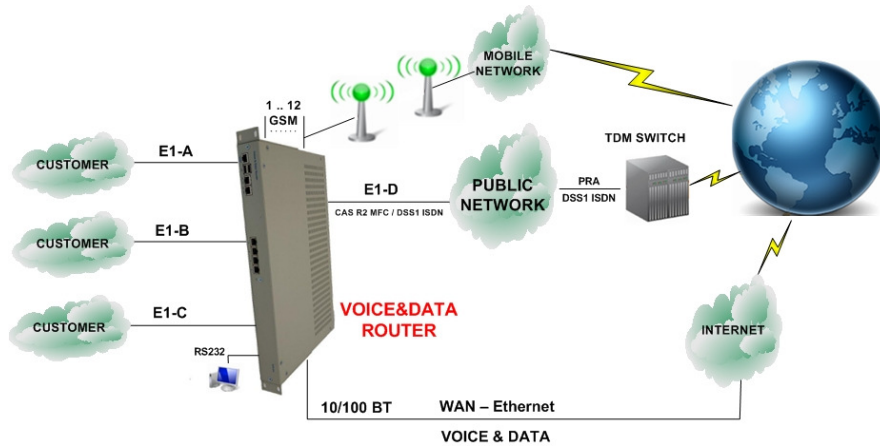 MOBILE
NETWORK
1 .. 12
GSM
......
TDM SWITCH
CUSTOMER
E1-A
E1-D
CAS R2 MFC / DSS1 ISDN
PUBLIC
NETWORK
PRA
DSS1 ISDN
CUSTOMER
E1-B
CUSTOMER
E1-C
VOICE&DATA
ROUTER
INTERNET
RS232
10/100 BT
WAN – Ethernet
VOICE & DATA